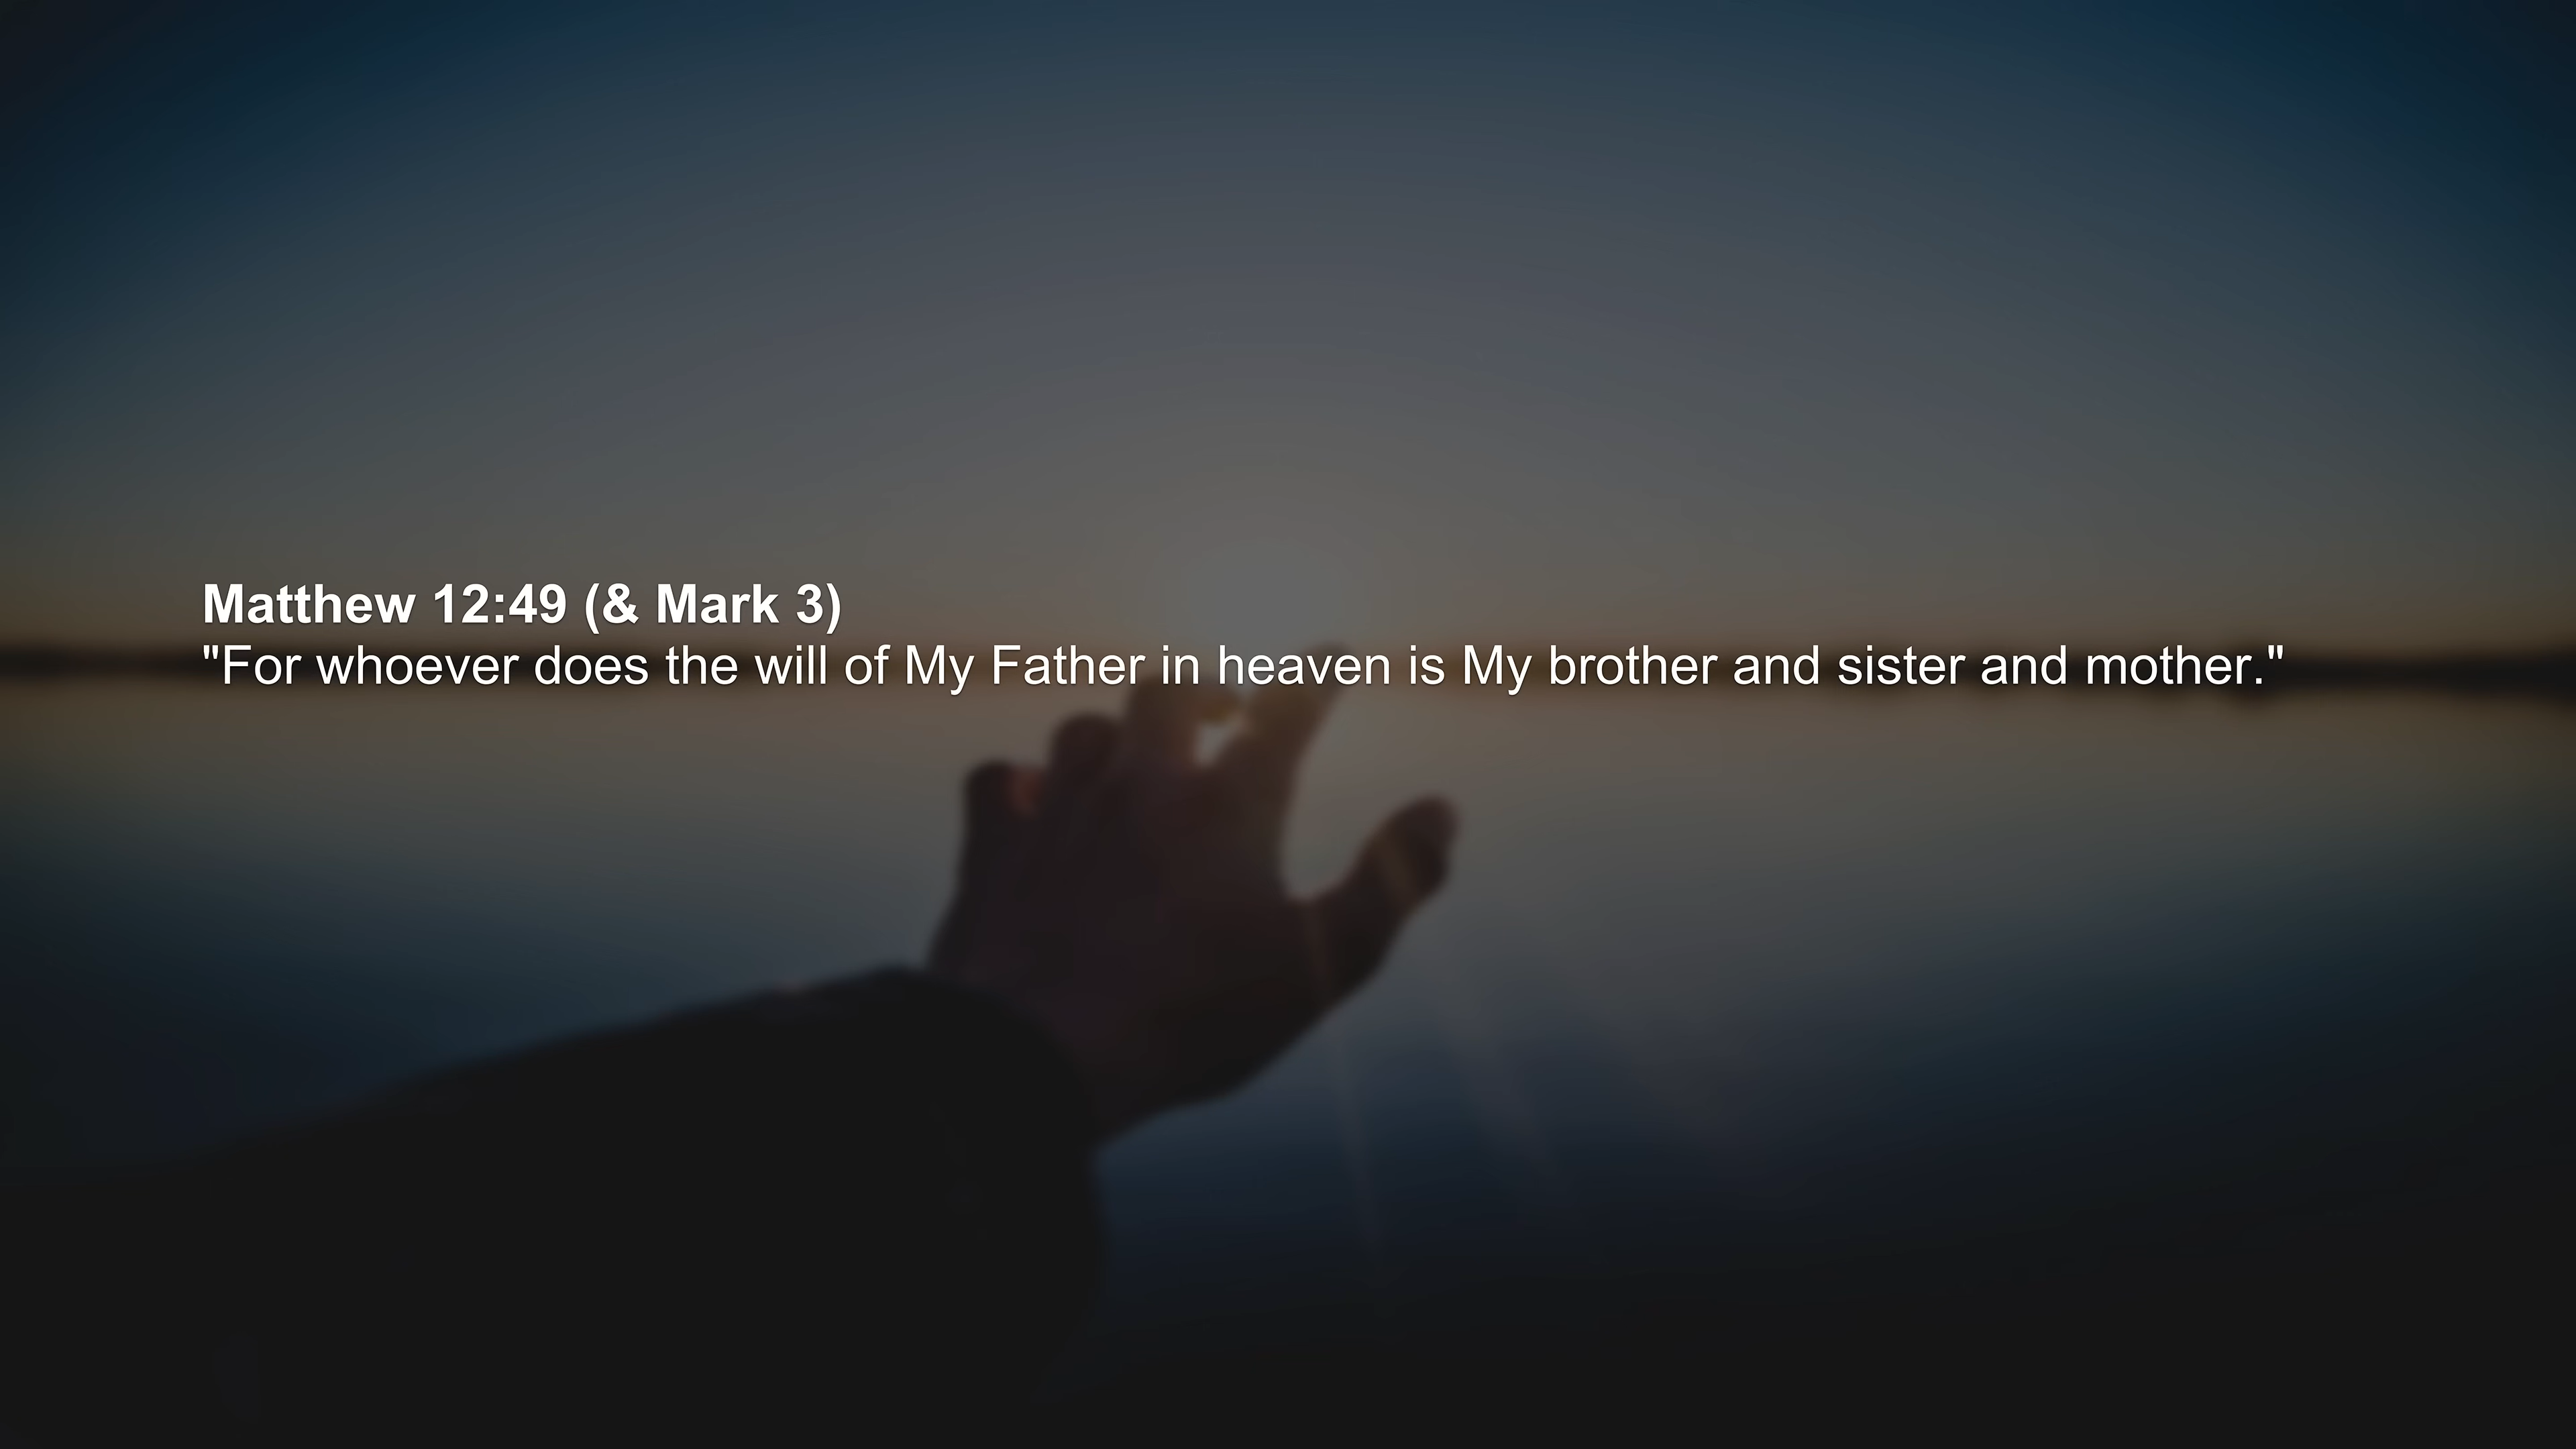 Matthew 12:49 (& Mark 3)
"For whoever does the will of My Father in heaven is My brother and sister and mother."